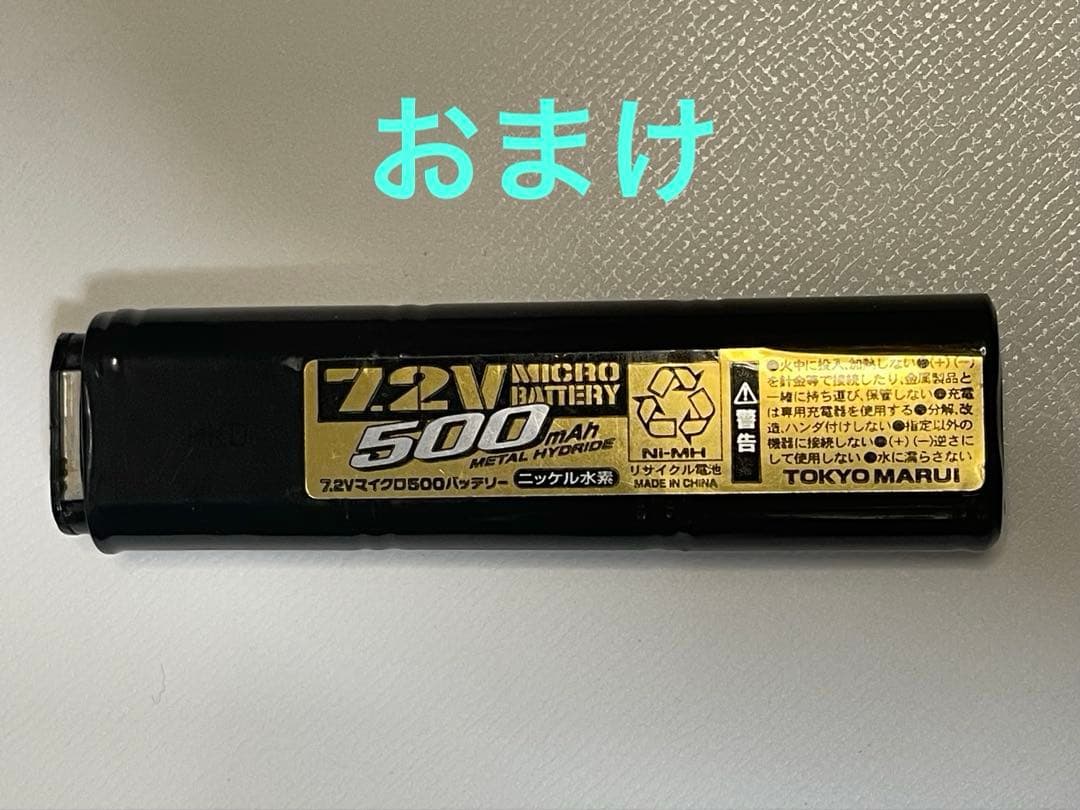 おまけ
7.2V MICRO BATTERY
500mAh
METAL HYDRIDE
7.2Vマイクロ500バッテリー ニッケル水素
Ni-MH
リサイクル電池
MADE IN CHINA
⚠警告
●火中に投入、加熱しない●(+)(-)
を針金等で接続したり、金属製品と
一緒に持ち運び、保管しない●充電
は専用充電器を使用する●分解、改
造、ハンダ付けしない●指定以外の
機器に接続しない●(+)(-)逆さに
して使用しない●水に濡らさない
TOKYO MARUI